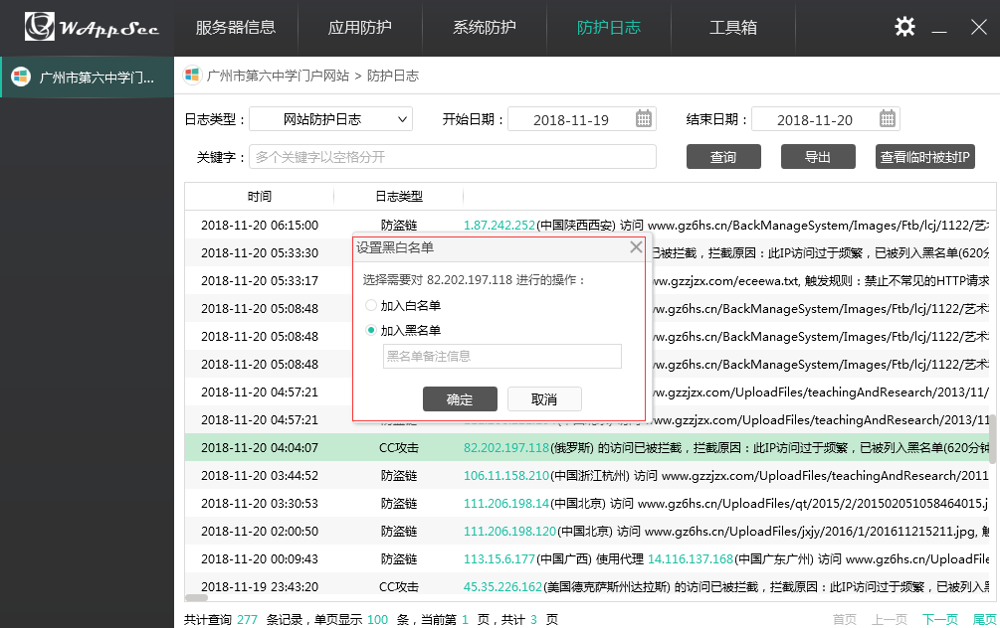 WAppSec 服务器信息 应用防护 系统防护 防护日志 工具箱
广州市第六中学门...
广州市第六中学门户网站 > 防护日志
日志类型： 网站防护日志 开始日期： 2018-11-19 结束日期： 2018-11-20
关键字： 多个关键字以空格分开 查询 导出 查看临时被封IP
时间 日志类型
2018-11-20 06:15:00 防盗链 1.87.242.252(中国陕西西安) 访问 www.gz6hs.cn/BackManageSystem/Images/Ftb/lcj/1122/艺术
设置黑白名单
2018-11-20 05:33:30 已被拦截，拦截原因：此IP访问过于频繁，已被列入黑名单(620分
2018-11-20 05:33:17 ww.gzzjzx.com/eceewa.txt, 触发规则：禁止不常见的HTTP请求
选择需要对 82.202.197.118 进行的操作：
2018-11-20 05:08:48 ww.gz6hs.cn/BackManageSystem/Images/Ftb/lcj/1122/艺术
加入白名单
2018-11-20 05:08:48 ww.gz6hs.cn/BackManageSystem/Images/Ftb/lcj/1122/艺术
加入黑名单
2018-11-20 05:08:48 ww.gz6hs.cn/BackManageSystem/Images/Ftb/lcj/1122/艺术
黑名单备注信息
2018-11-20 04:57:21 ww.gzzjzx.com/UploadFiles/teachingAndResearch/2013/11/
确定 取消
2018-11-20 04:57:21 ww.gzzjzx.com/UploadFiles/teachingAndResearch/2013/11
2018-11-20 04:04:07 CC攻击 82.202.197.118(俄罗斯) 的访问已被拦截，拦截原因：此IP访问过于频繁，已被列入黑名单(620分钟
2018-11-20 03:44:52 防盗链 106.11.158.210(中国浙江杭州) 访问 www.gzzjzx.com/UploadFiles/teachingAndResearch/2011
2018-11-20 03:30:53 防盗链 111.206.198.14(中国北京) 访问 www.gz6hs.cn/UploadFiles/qt/2015/2/201502051058464015.j
2018-11-20 02:00:50 防盗链 111.206.198.120(中国北京) 访问 www.gz6hs.cn/UploadFiles/jxjy/2016/1/201611215211.jpg, 触
2018-11-20 00:09:43 防盗链 113.15.6.177(中国广西) 使用代理 14.116.137.168(中国广东广州) 访问 www.gz6hs.cn/UploadFile
2018-11-19 23:43:20 CC攻击 45.35.226.162(美国德克萨斯州达拉斯) 的访问已被拦截，拦截原因：此IP访问过于频繁，已被列入黑
共计查询 277 条记录，单页显示 100 条，当前第 1 页，共计 3 页 首页 上一页 下一页 尾页